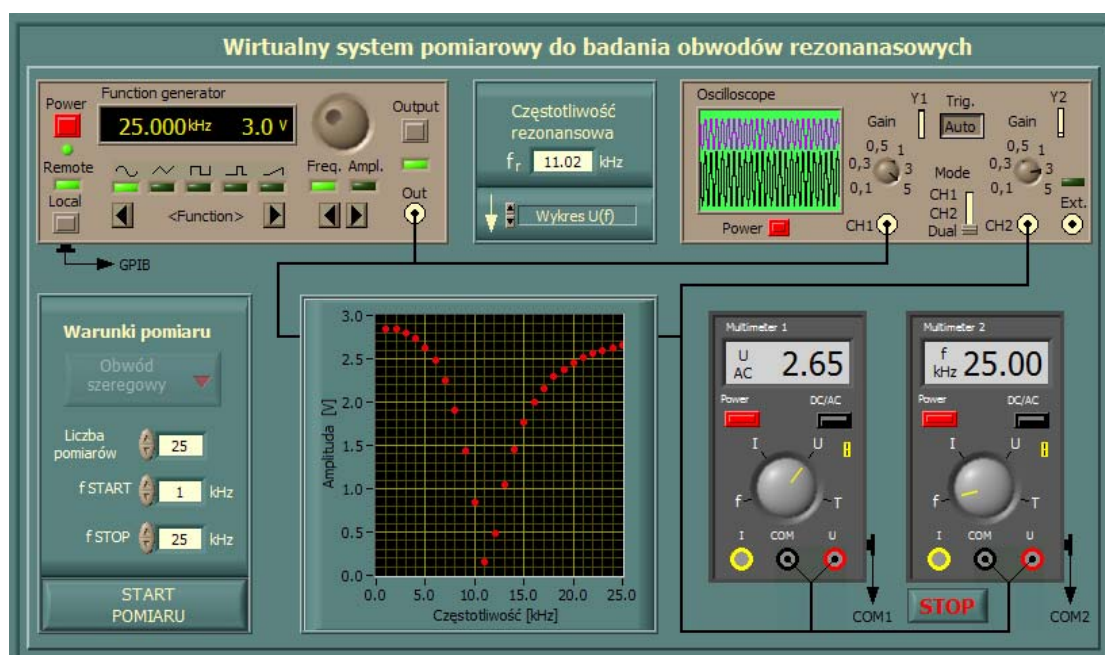 Wirtualny system pomiarowy do badania obwodów rezonanasowych
Function generator
Power
25.000 kHz 3.0 V
Output
Remote
Freq. Ampl.
Local
<Function>
Out
GPIB
Częstotliwość
rezonansowa
fr 11.02 kHz
Wykres U(f)
Oscilloscope
Y1 Trig. Y2
Gain Auto Gain
0,5 1
0,3 3
0,1 5
Mode
CH1
CH2
Dual
0,5 1
0,3 3
0,1 5
Ext.
Power CH1 CH2
Warunki pomiaru
Obwód
szeregowy
Liczba
pomiarów 25
f START 1 kHz
f STOP 25 kHz
START
POMIARU
Amplituda [V]
3.0
2.5
2.0
1.5
1.0
0.5
0.0
0.0 5.0 10.0 15.0 20.0 25.0
Częstotliwość [kHz]
Multimeter 1
U
AC 2.65
Power DC/AC
I U
f T
I COM U
COM1
Multimeter 2
f
kHz 25.00
Power DC/AC
I U
f T
I COM U
STOP
COM2